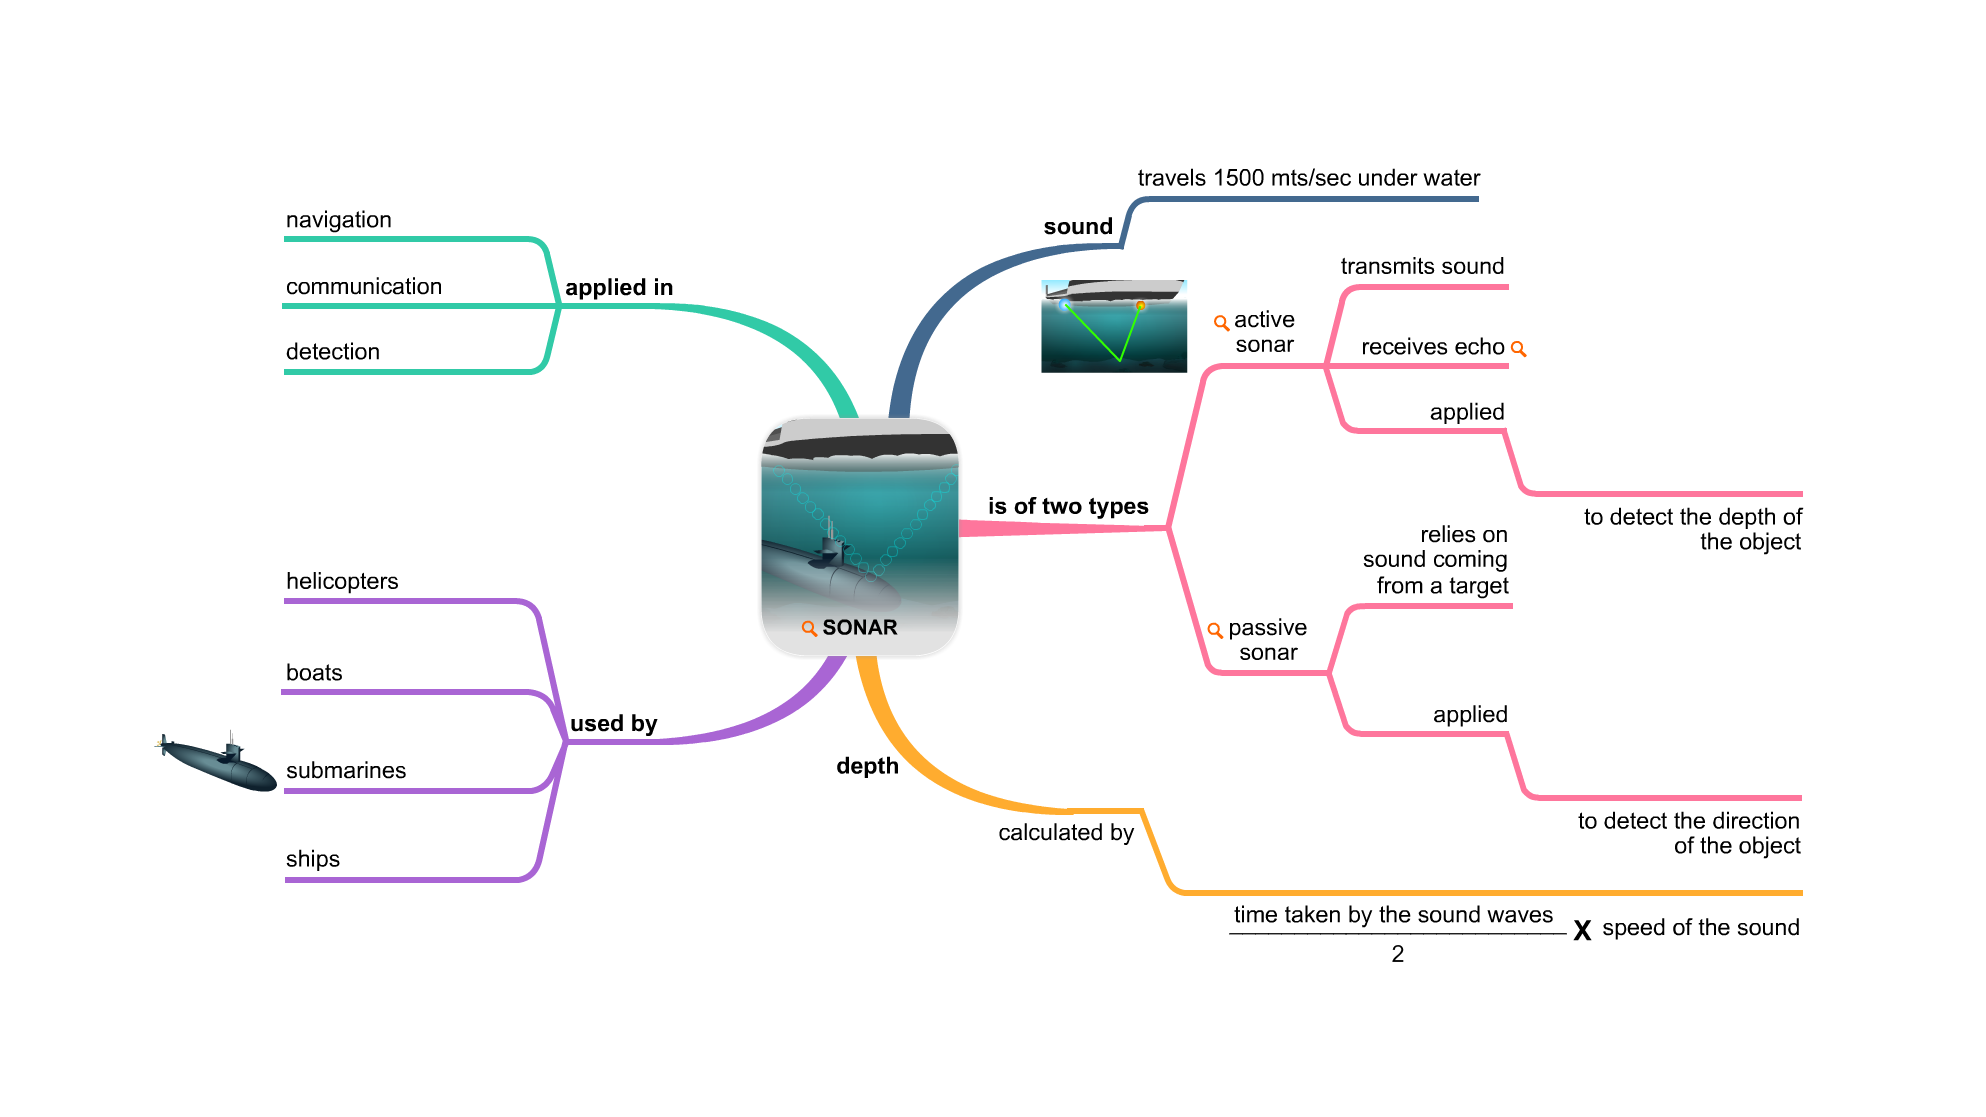 travels 1500 mts/sec under water
sound
navigation
communication
applied in
detection
transmits sound
active
sonar
receives echo
applied
to detect the depth of
the object
is of two types
relies on
sound coming
from a target
passive
sonar
applied
to detect the direction
of the object
SONAR
helicopters
boats
used by
submarines
ships
depth
calculated by
time taken by the sound waves
2
X speed of the sound